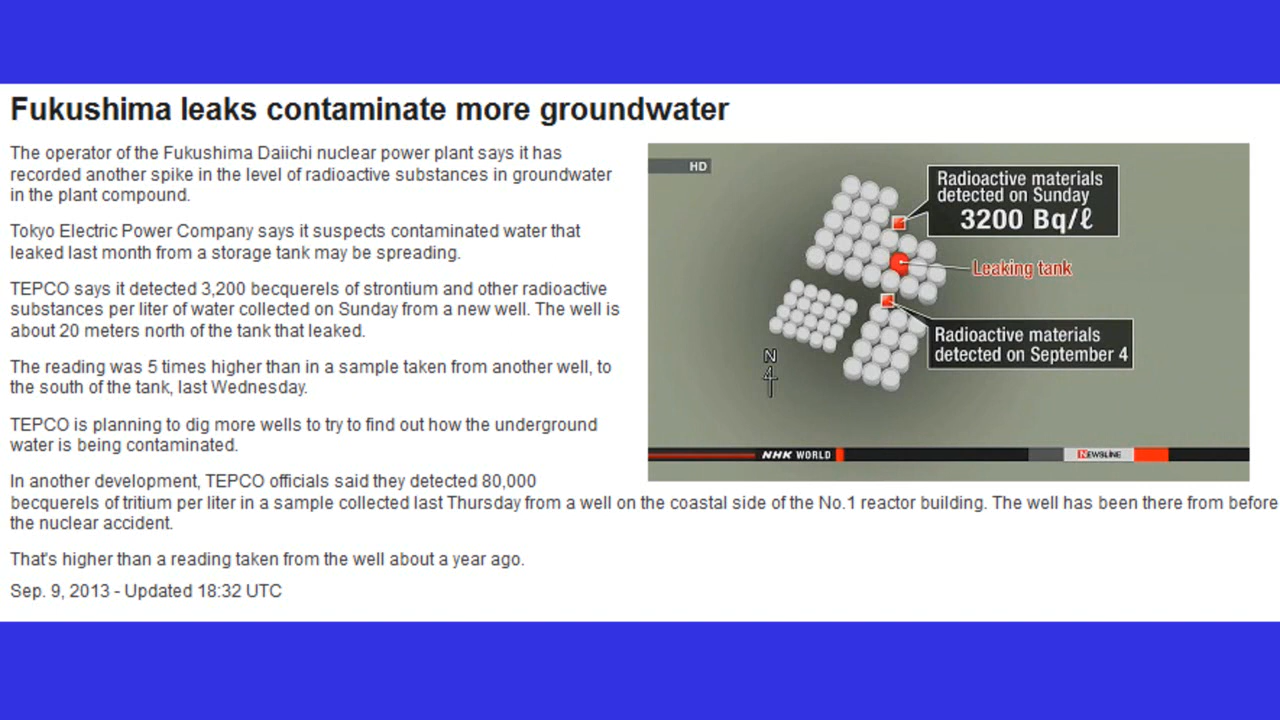 Fukushima leaks contaminate more groundwater
The operator of the Fukushima Daiichi nuclear power plant says it has
recorded another spike in the level of radioactive substances in groundwater
in the plant compound.
Tokyo Electric Power Company says it suspects contaminated water that
leaked last month from a storage tank may be spreading.
TEPCO says it detected 3,200 becquerels of strontium and other radioactive
substances per liter of water collected on Sunday from a new well. The well is
about 20 meters north of the tank that leaked.
The reading was 5 times higher than in a sample taken from another well, to
the south of the tank, last Wednesday.
TEPCO is planning to dig more wells to try to find out how the underground
water is being contaminated.
In another development, TEPCO officials said they detected 80,000
becquerels of tritium per liter in a sample collected last Thursday from a well on the coastal side of the No.1 reactor building. The well has been there from before
the nuclear accident.
That's higher than a reading taken from the well about a year ago.
Sep. 9, 2013 - Updated 18:32 UTC
HD
Radioactive materials
detected on Sunday
3200 Bq/ℓ
Leaking tank
Radioactive materials
detected on September 4
N
NHK WORLD
NEWSLINE